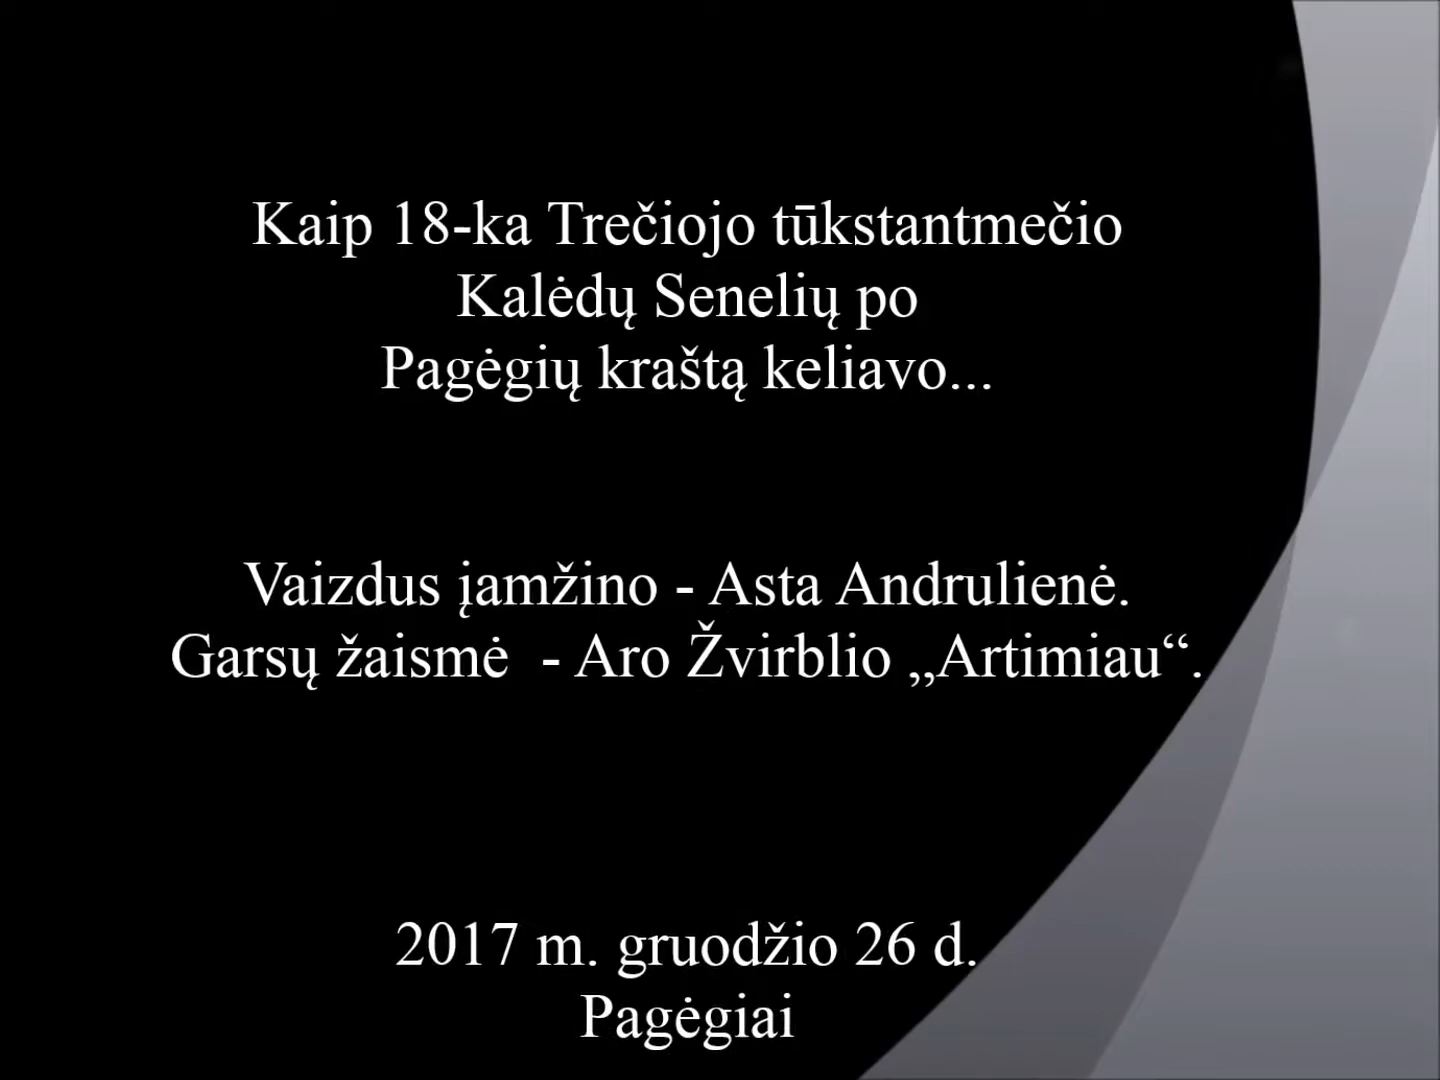 Kaip 18-ka Trečiojo tūkstantmečio
Kalėdų Senelių po
Pagėgių kraštą keliavo...
Vaizdus įamžino - Asta Andrulienė.
Garsų žaismė  - Aro Žvirblio „Artimiau“.
2017 m. gruodžio 26 d.
Pagėgiai